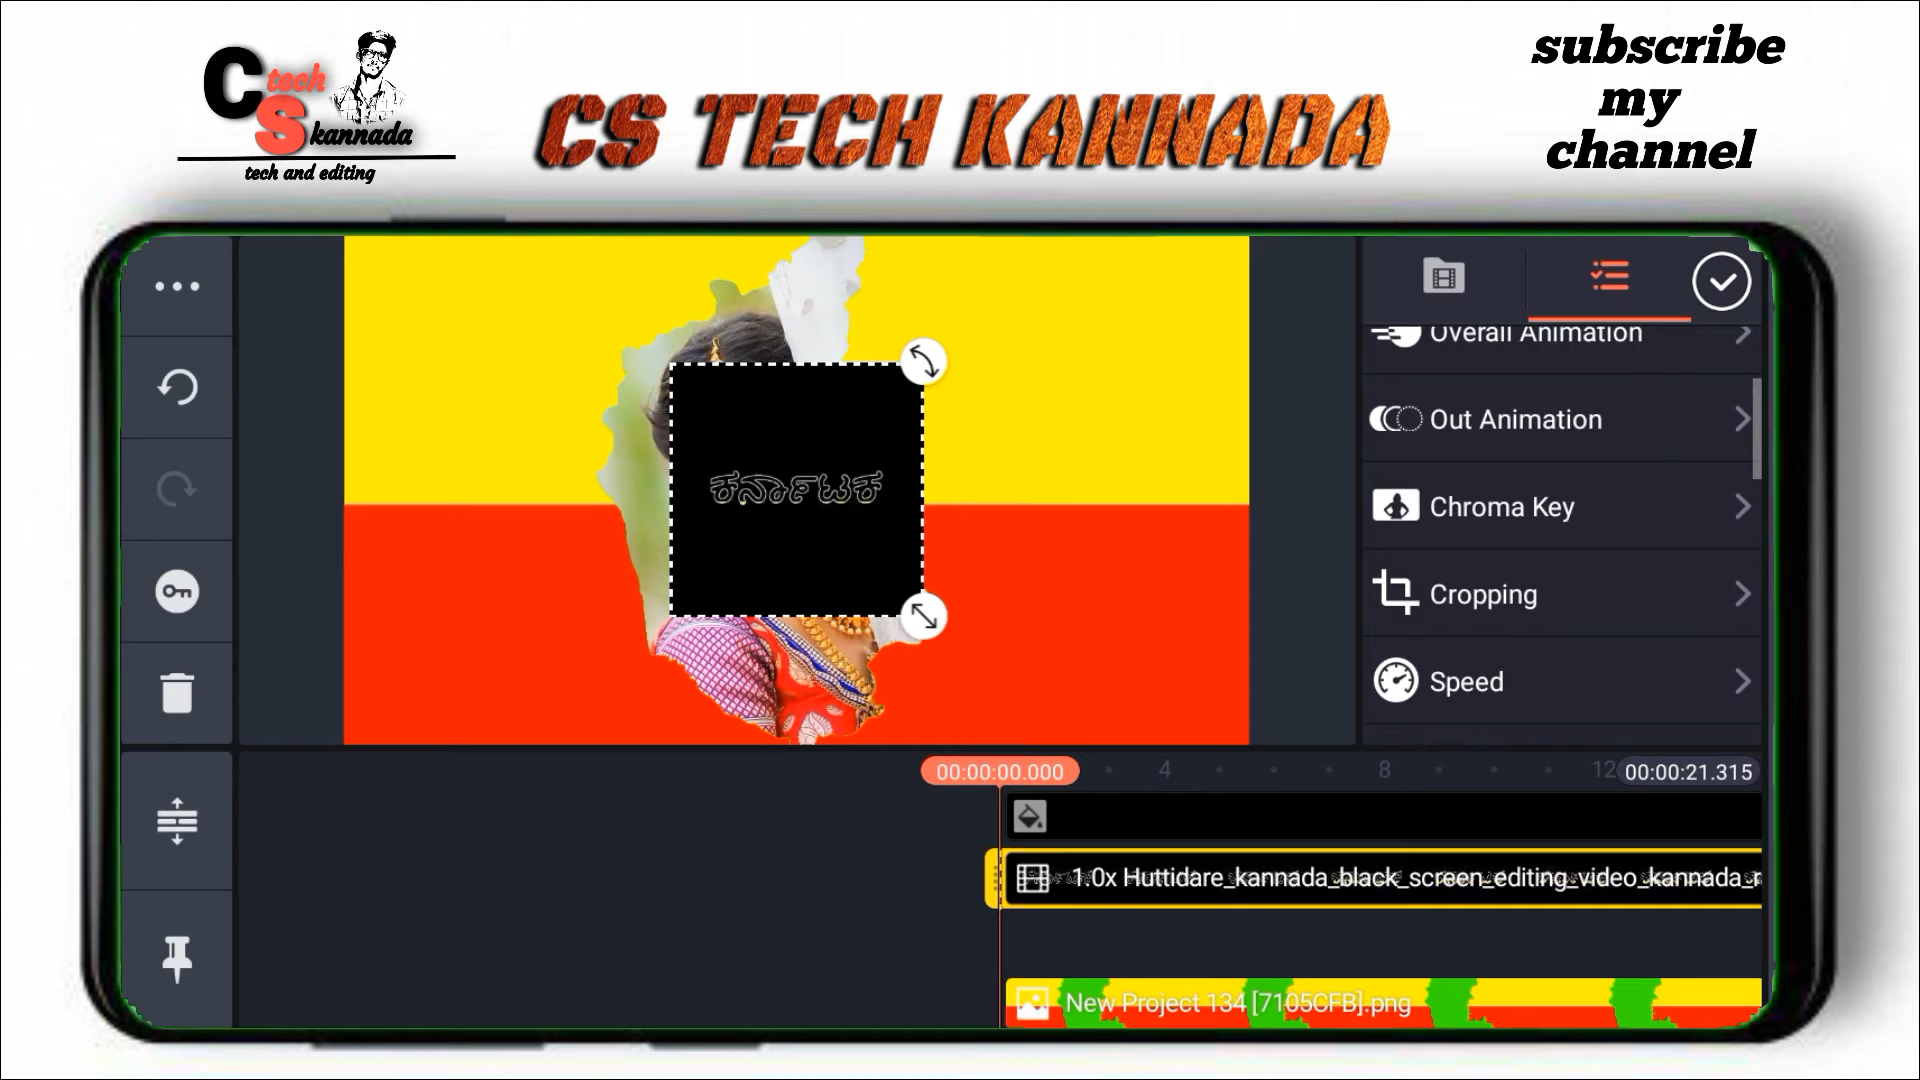 C tech
S kannada
tech and editing
CS TECH KANNADA
subscribe
my
channel
Overall Animation
Out Animation
Chroma Key
Cropping
Speed
ಕರ್ನಾಟಕ
00:00:00.000
4
8
12
00:00:21.315
1.0x Huttidare_kannada_black_screen_editing_video_kannada_
New Project 134 [7105CFB].png